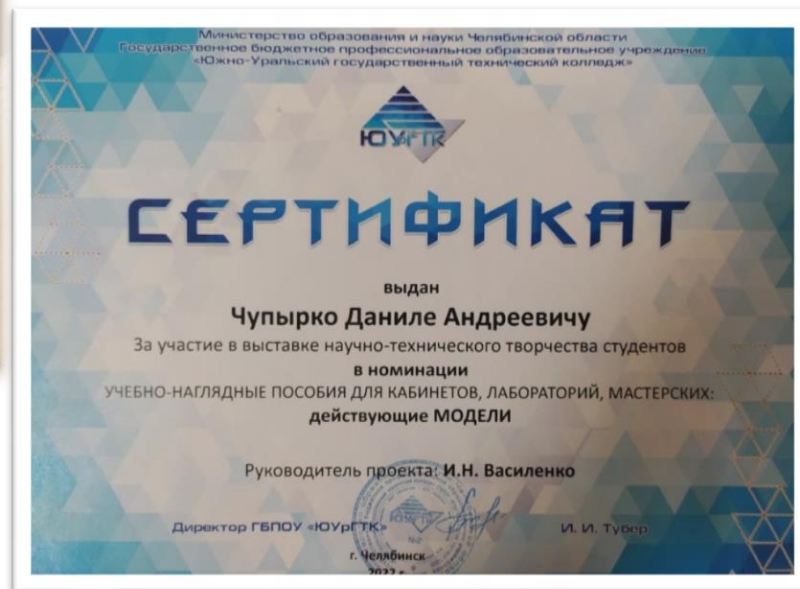 Министерство образования и науки Челябинской области
Государственное бюджетное профессиональное образовательное учреждение
«Южно-Уральский государственный технический колледж»
ЮУрГТК
СЕРТИФИКАТ
выдан
Чупырко Даниле Андреевичу
За участие в выставке научно-технического творчества студентов
в номинации
УЧЕБНО-НАГЛЯДНЫЕ ПОСОБИЯ ДЛЯ КАБИНЕТОВ, ЛАБОРАТОРИЙ, МАСТЕРСКИХ:
действующие МОДЕЛИ
Руководитель проекта: И.Н. Василенко
Директор ГБПОУ «ЮУрГТК» И. И. Тубер
г. Челябинск
2022 г.